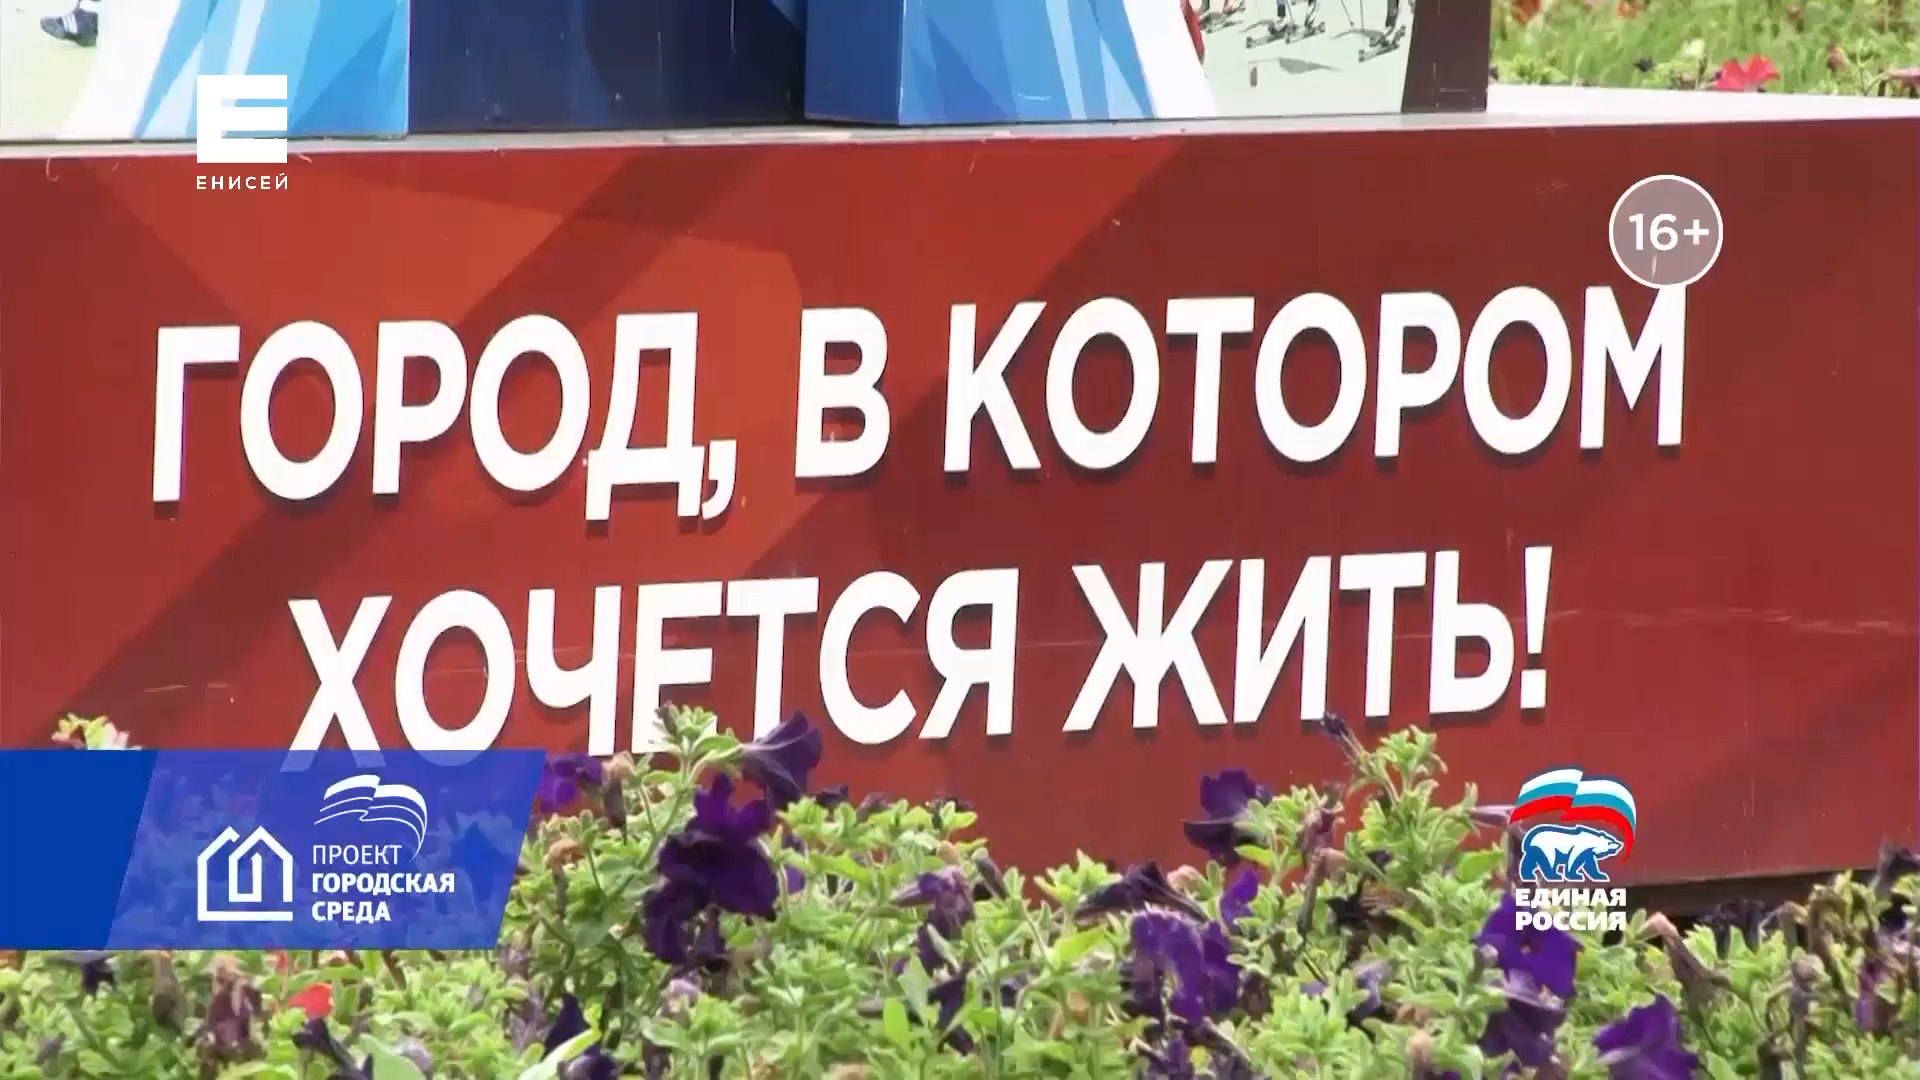 ЕНИСЕЙ
16+
ГОРОД, В КОТОРОМ
ХОЧЕТСЯ ЖИТЬ!
ПРОЕКТ
ГОРОДСКАЯ
СРЕДА
ЕДИНАЯ
РОССИЯ